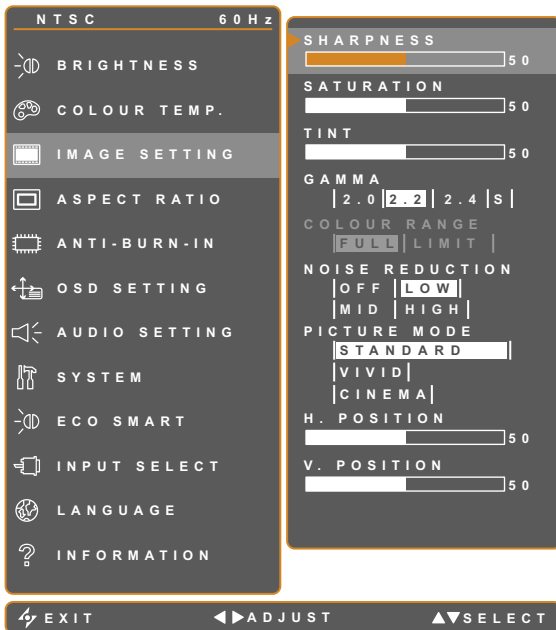 NTSC 60Hz
BRIGHTNESS
COLOUR TEMP.
IMAGE SETTING
ASPECT RATIO
ANTI-BURN-IN
OSD SETTING
AUDIO SETTING
SYSTEM
ECO SMART
INPUT SELECT
LANGUAGE
INFORMATION
SHARPNESS
50
SATURATION
50
TINT
50
GAMMA
2.0 2.2 2.4 S
COLOUR RANGE
FULL LIMIT
NOISE REDUCTION
OFF LOW
MID HIGH
PICTURE MODE
STANDARD
VIVID
CINEMA
H. POSITION
50
V. POSITION
50
EXIT ADJUST SELECT